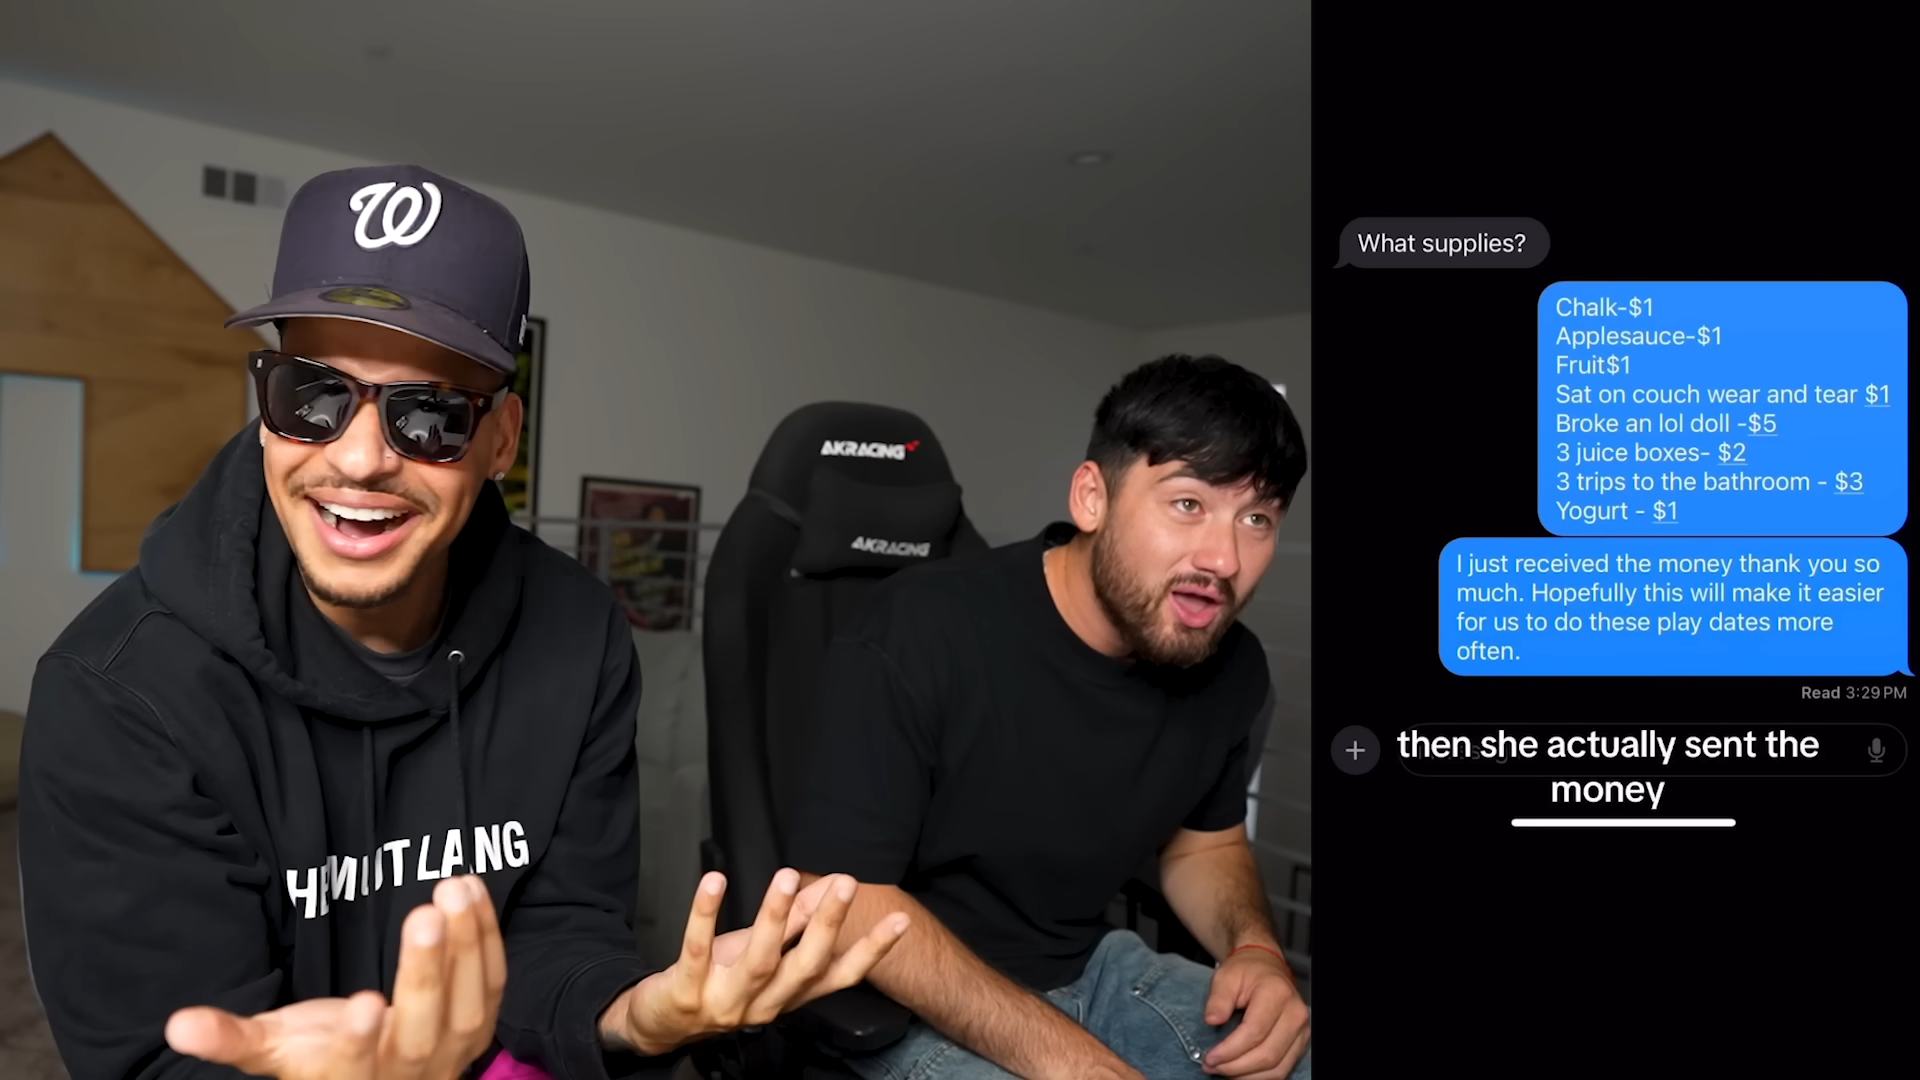 W
AKRACING
AKRACING
HELMUT LANG
What supplies?
Chalk-$1
Applesauce-$1
Fruit$1
Sat on couch wear and tear $1
Broke an lol doll -$5
3 juice boxes- $2
3 trips to the bathroom - $3
Yogurt - $1
I just received the money thank you so
much. Hopefully this will make it easier
for us to do these play dates more
often.
Read 3:29 PM
then she actually sent the
money